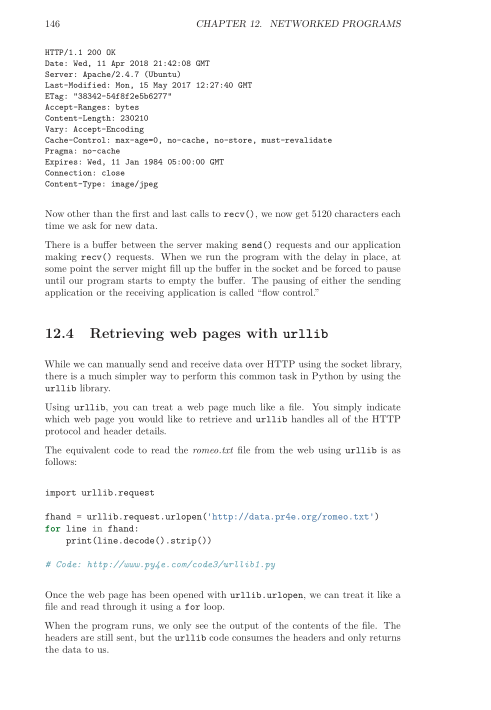 146 CHAPTER 12. NETWORKED PROGRAMS
HTTP/1.1 200 OK
Date: Wed, 11 Apr 2018 21:42:08 GMT
Server: Apache/2.4.7 (Ubuntu)
Last-Modified: Mon, 15 May 2017 12:27:40 GMT
ETag: "38342-54f8f2e5b6277"
Accept-Ranges: bytes
Content-Length: 230210
Vary: Accept-Encoding
Cache-Control: max-age=0, no-cache, no-store, must-revalidate
Pragma: no-cache
Expires: Wed, 11 Jan 1984 05:00:00 GMT
Connection: close
Content-Type: image/jpeg
Now other than the first and last calls to recv(), we now get 5120 characters each
time we ask for new data.
There is a buffer between the server making send() requests and our application
making recv() requests. When we run the program with the delay in place, at
some point the server might fill up the buffer in the socket and be forced to pause
until our program starts to empty the buffer. The pausing of either the sending
application or the receiving application is called “flow control.”
12.4 Retrieving web pages with urllib
While we can manually send and receive data over HTTP using the socket library,
there is a much simpler way to perform this common task in Python by using the
urllib library.
Using urllib, you can treat a web page much like a file. You simply indicate
which web page you would like to retrieve and urllib handles all of the HTTP
protocol and header details.
The equivalent code to read the romeo.txt file from the web using urllib is as
follows:
import urllib.request
fhand = urllib.request.urlopen('http://data.pr4e.org/romeo.txt')
for line in fhand:
    print(line.decode().strip())
# Code: http://www.py4e.com/code3/urllib1.py
Once the web page has been opened with urllib.urlopen, we can treat it like a
file and read through it using a for loop.
When the program runs, we only see the output of the contents of the file. The
headers are still sent, but the urllib code consumes the headers and only returns
the data to us.